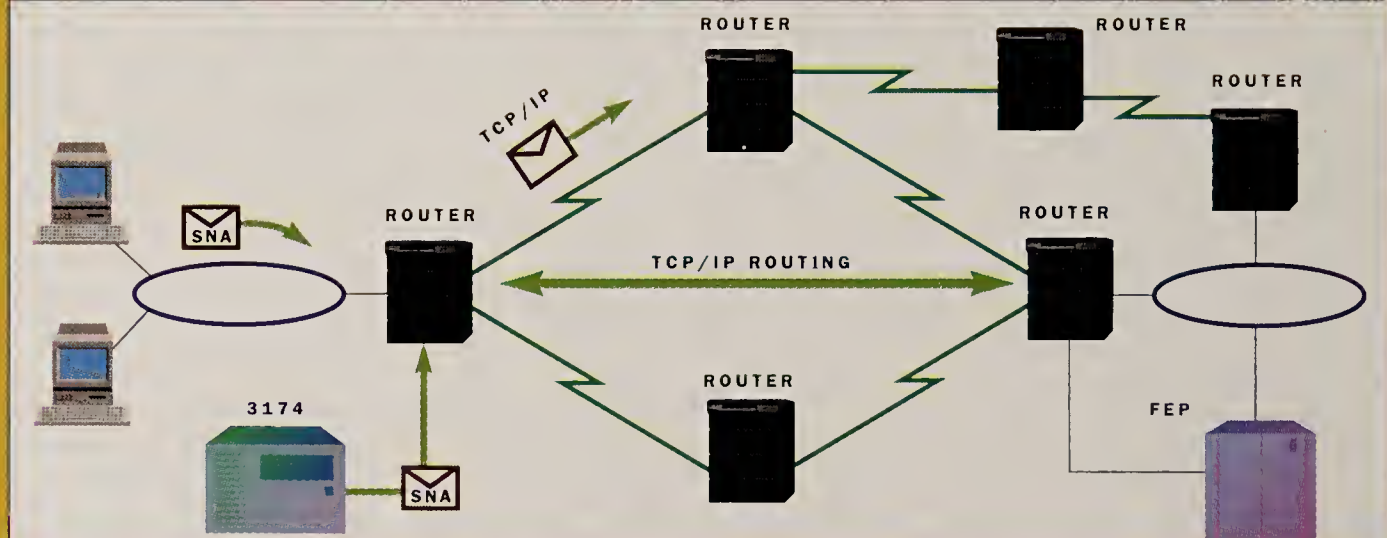 ROUTER
ROUTER
ROUTER
TCP/IP
SNA
ROUTER
ROUTER
TCP/IP ROUTING
ROUTER
3174
FEP
SNA